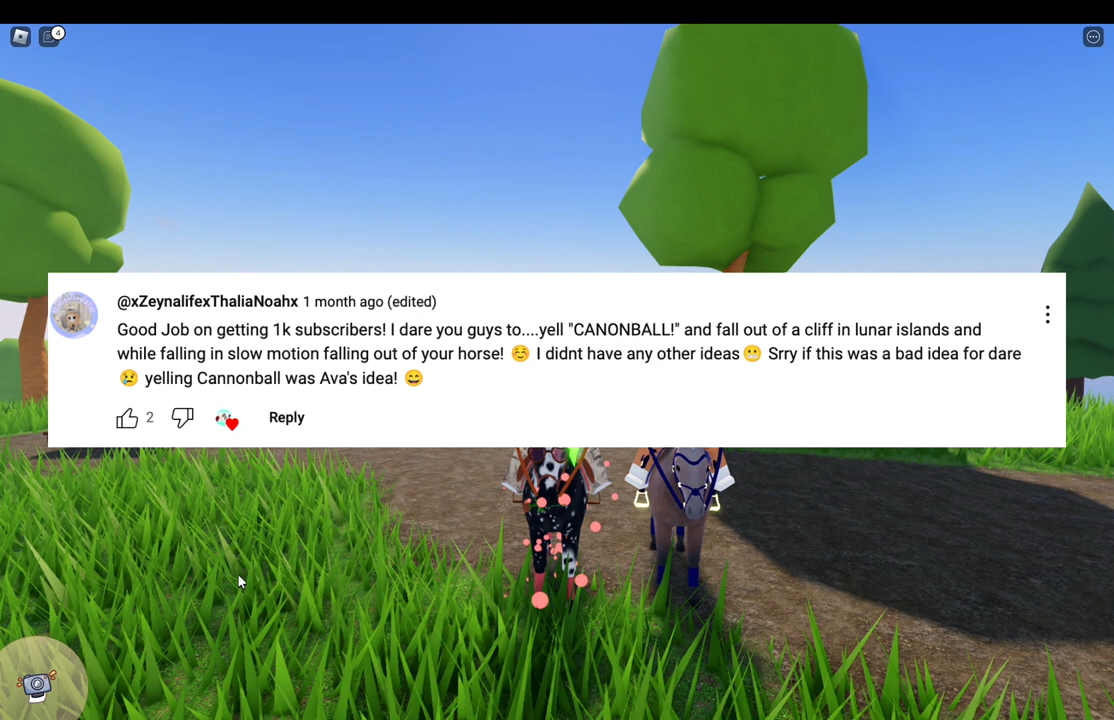 4
@xZeynalifexThaliaNoahx 1 month ago (edited)
Good Job on getting 1k subscribers! I dare you guys to....yell "CANONBALL!" and fall out of a cliff in lunar islands and
while falling in slow motion falling out of your horse! ☺️ I didnt have any other ideas😬 Srry if this was a bad idea for dare
😢 yelling Cannonball was Ava's idea! 😄
2 Reply